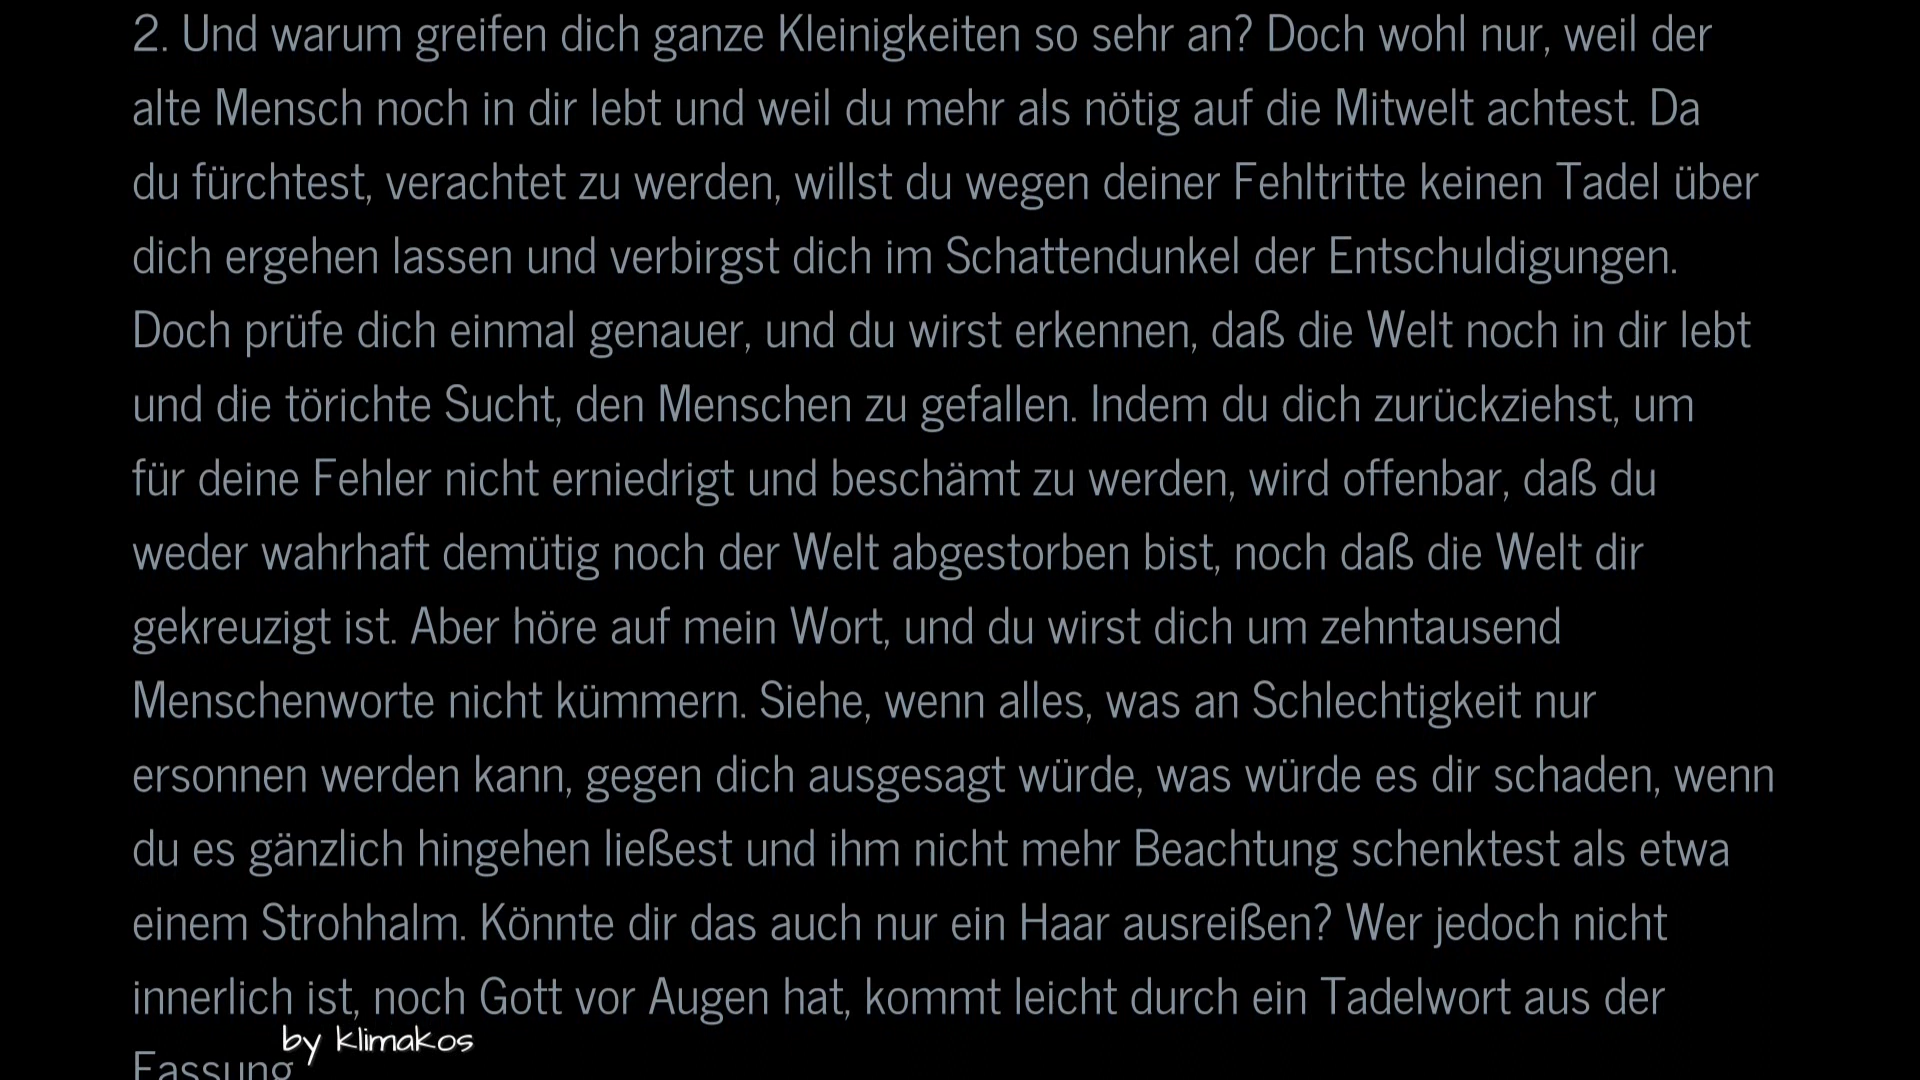 2. Und warum greifen dich ganze Kleinigkeiten so sehr an? Doch wohl nur, weil der
alte Mensch noch in dir lebt und weil du mehr als nötig auf die Mitwelt achtest. Da
du fürchtest, verachtet zu werden, willst du wegen deiner Fehltritte keinen Tadel über
dich ergehen lassen und verbirgst dich im Schattendunkel der Entschuldigungen.
Doch prüfe dich einmal genauer, und du wirst erkennen, daß die Welt noch in dir lebt
und die törichte Sucht, den Menschen zu gefallen. Indem du dich zurückziehst, um
für deine Fehler nicht erniedrigt und beschämt zu werden, wird offenbar, daß du
weder wahrhaft demütig noch der Welt abgestorben bist, noch daß die Welt dir
gekreuzigt ist. Aber höre auf mein Wort, und du wirst dich um zehntausend
Menschenworte nicht kümmern. Siehe, wenn alles, was an Schlechtigkeit nur
ersonnen werden kann, gegen dich ausgesagt würde, was würde es dir schaden, wenn
du es gänzlich hingehen ließest und ihm nicht mehr Beachtung schenktest als etwa
einem Strohhalm. Könnte dir das auch nur ein Haar ausreißen? Wer jedoch nicht
innerlich ist, noch Gott vor Augen hat, kommt leicht durch ein Tadelwort aus der
by klimakos
Fassung